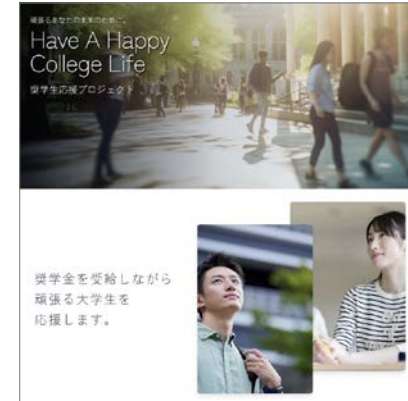 頑張るあなたの未来のために。
Have A Happy
College Life
奨学生応援プロジェクト
奨学金を受給しながら
頑張る大学生を
応援します。